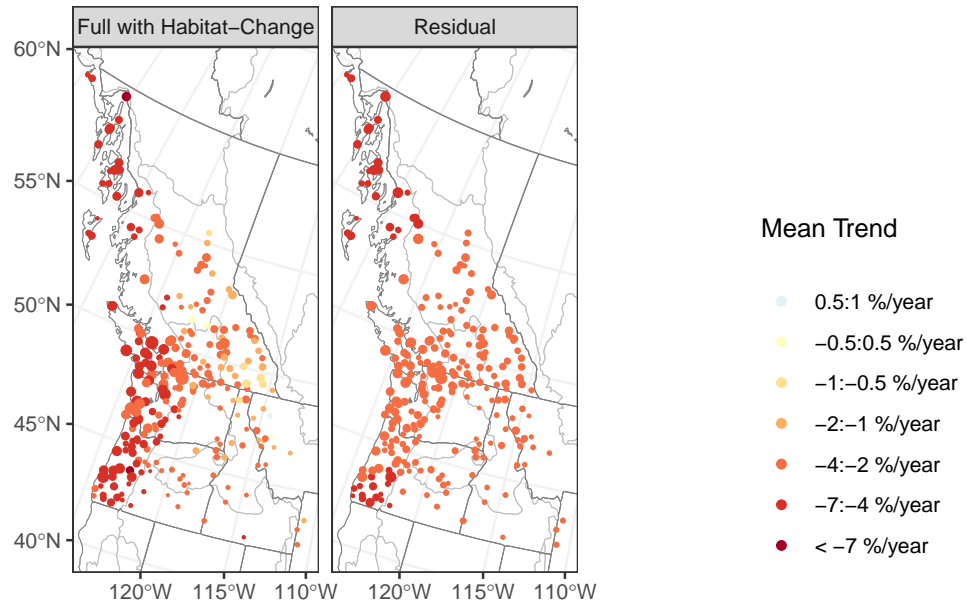 Full with Habitat−Change
Residual
60°N
55°N
50°N
45°N
40°N
120°W
115°W
110°W
120°W
115°W
110°W
Mean Trend
0.5:1 %/year
−0.5:0.5 %/year
−1:−0.5 %/year
−2:−1 %/year
−4:−2 %/year
−7:−4 %/year
< −7 %/year